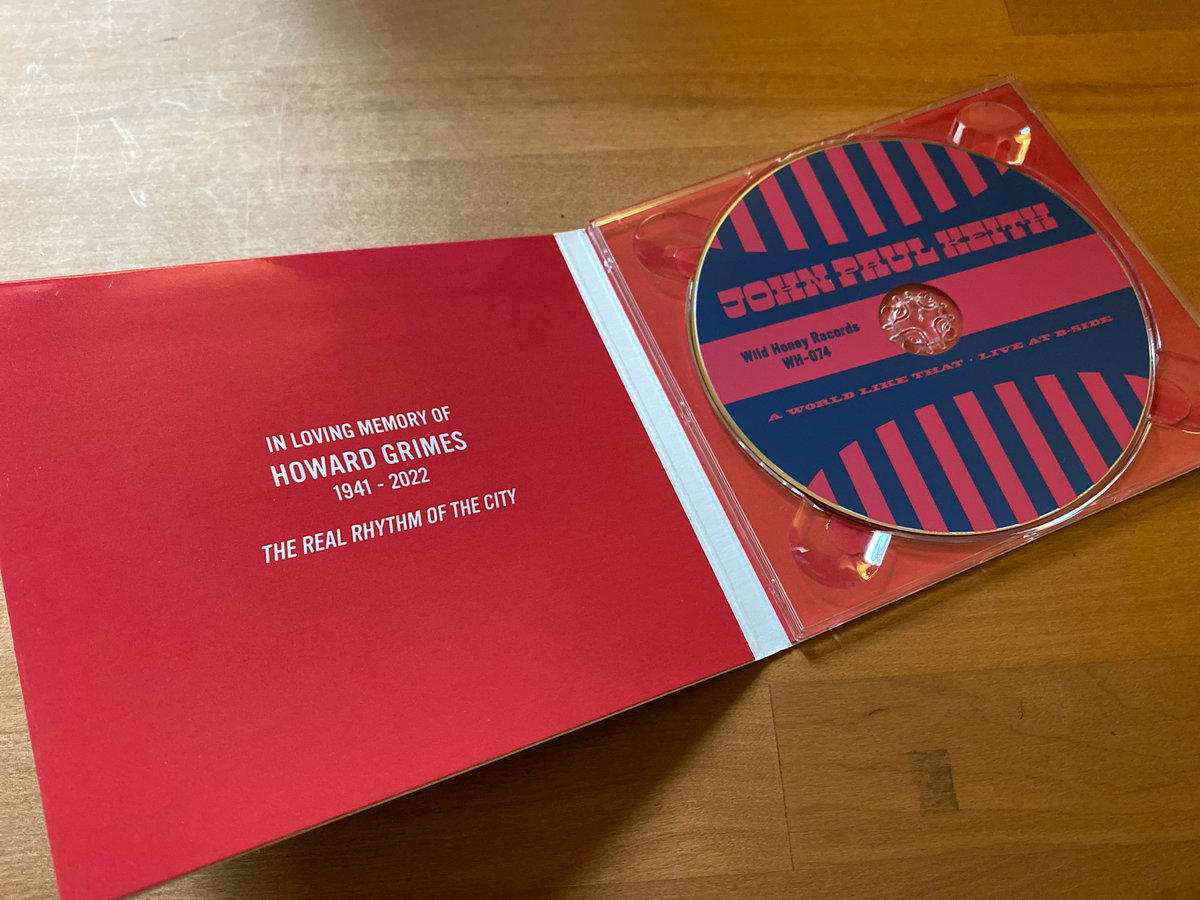 IN LOVING MEMORY OF
HOWARD GRIMES
1941 - 2022
THE REAL RHYTHM OF THE CITY
JOHN PAUL KEITH
Wild Honey Records
WH-074
A WORLD LIKE THAT · LIVE AT B-SIDE